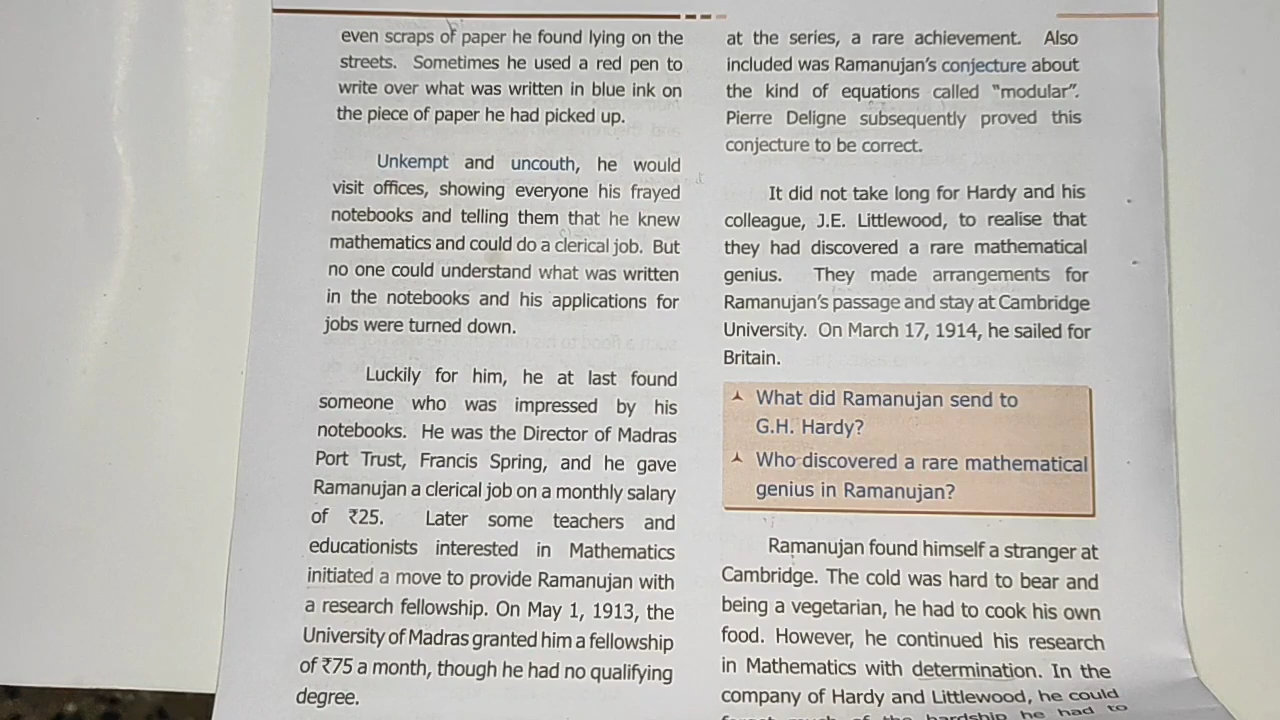 even scraps of paper he found lying on the
streets. Sometimes he used a red pen to
write over what was written in blue ink on
the piece of paper he had picked up.
Unkempt and uncouth, he would
visit offices, showing everyone his frayed
notebooks and telling them that he knew
mathematics and could do a clerical job. But
no one could understand what was written
in the notebooks and his applications for
jobs were turned down.
Luckily for him, he at last found
someone who was impressed by his
notebooks. He was the Director of Madras
Port Trust, Francis Spring, and he gave
Ramanujan a clerical job on a monthly salary
of ₹25. Later some teachers and
educationists interested in Mathematics
initiated a move to provide Ramanujan with
a research fellowship. On May 1, 1913, the
University of Madras granted him a fellowship
of ₹75 a month, though he had no qualifying
degree.
at the series, a rare achievement. Also
included was Ramanujan's conjecture about
the kind of equations called "modular".
Pierre Deligne subsequently proved this
conjecture to be correct.
It did not take long for Hardy and his
colleague, J.E. Littlewood, to realise that
they had discovered a rare mathematical
genius. They made arrangements for
Ramanujan's passage and stay at Cambridge
University. On March 17, 1914, he sailed for
Britain.
What did Ramanujan send to
G.H. Hardy?
Who discovered a rare mathematical
genius in Ramanujan?
Ramanujan found himself a stranger at
Cambridge. The cold was hard to bear and
being a vegetarian, he had to cook his own
food. However, he continued his research
in Mathematics with determination. In the
company of Hardy and Littlewood, he could
hardship he had to